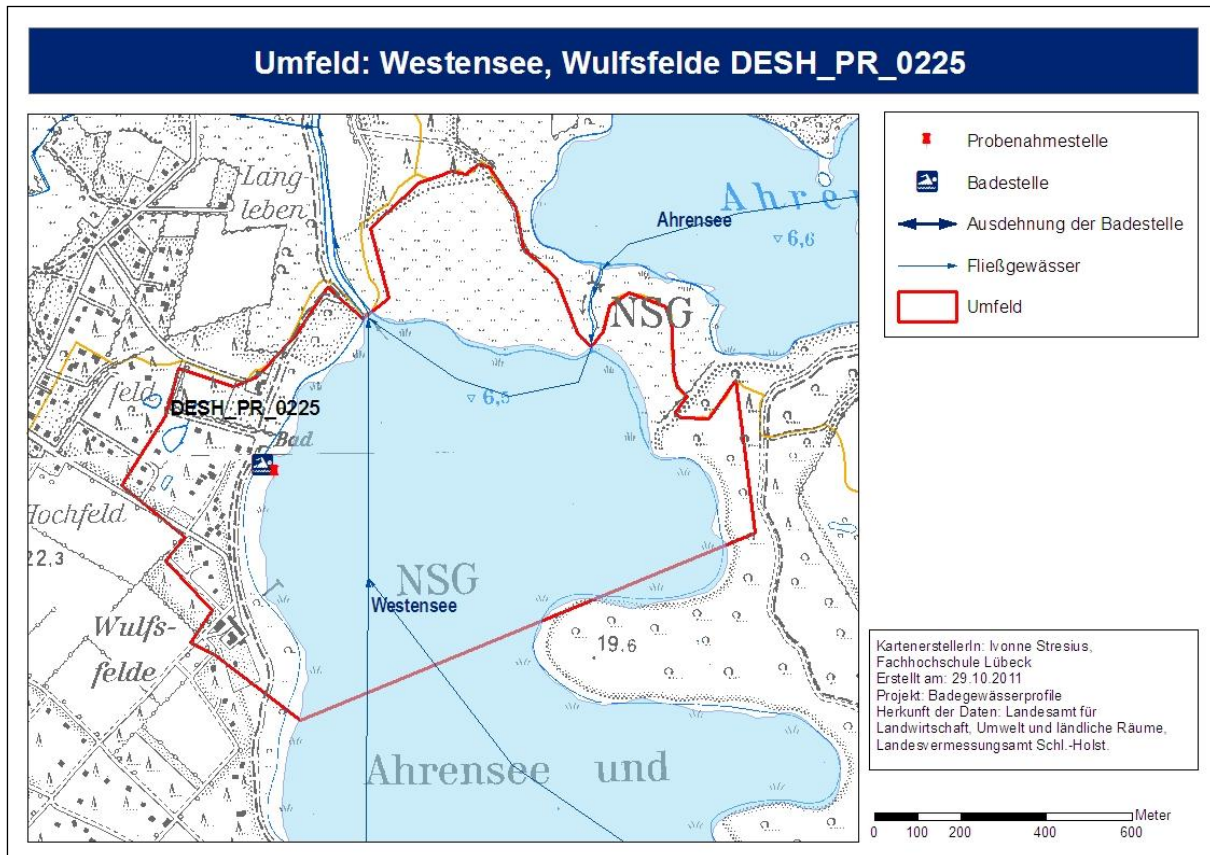 Umfeld: Westensee, Wulfsfelde DESH_PR_0225
Lang-
leben
Ahrensee
Ahren
6,6
NSG
DESH_PR_0225
feld
6,5
Bad
Hochfeld
22,3
NSG
Westensee
Wulfs-
felde
19.6
Ahrensee und
Probenahmestelle
Badestelle
Ausdehnung der Badestelle
Fließgewässer
Umfeld
KartenerstellerIn: Ivonne Stresius,
Fachhochschule Lübeck
Erstellt am: 29.10.2011
Projekt: Badegewässerprofile
Herkunft der Daten: Landesamt für
Landwirtschaft, Umwelt und ländliche Räume,
Landesvermessungsamt Schl.-Holst.
Meter
0 100 200 400 600